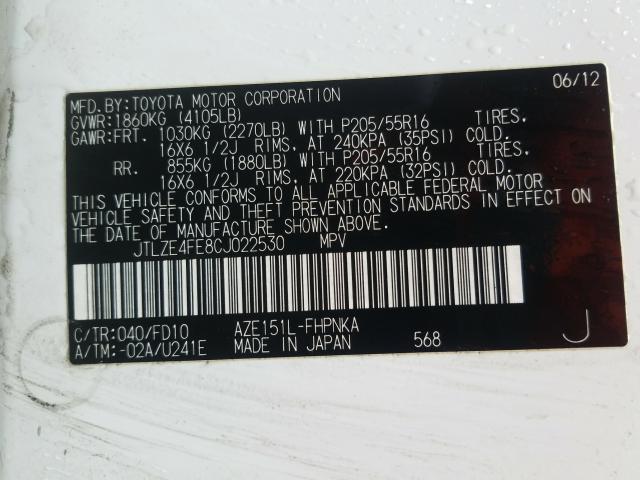 06/12
MFD.BY:TOYOTA MOTOR CORPORATION
GVWR:1860KG (4105LB)
GAWR:FRT. 1030KG (2270LB) WITH P205/55R16 TIRES.
16X6 1/2J RIMS. AT 240KPA (35PSI) COLD.
RR. 855KG (1880LB) WITH P205/55R16 TIRES.
16X6 1/2J RIMS. AT 220KPA (32PSI) COLD.
THIS VEHICLE CONFORMS TO ALL APPLICABLE FEDERAL MOTOR
VEHICLE SAFETY AND THEFT PREVENTION STANDARDS IN EFFECT ON
THE DATE OF MANUFACTURE SHOWN ABOVE.
JTLZE4FE8CJ022530 MPV
C/TR:040/FD10 AZE151L-FHPNKA
A/TM:-02A/U241E MADE IN JAPAN 568 J